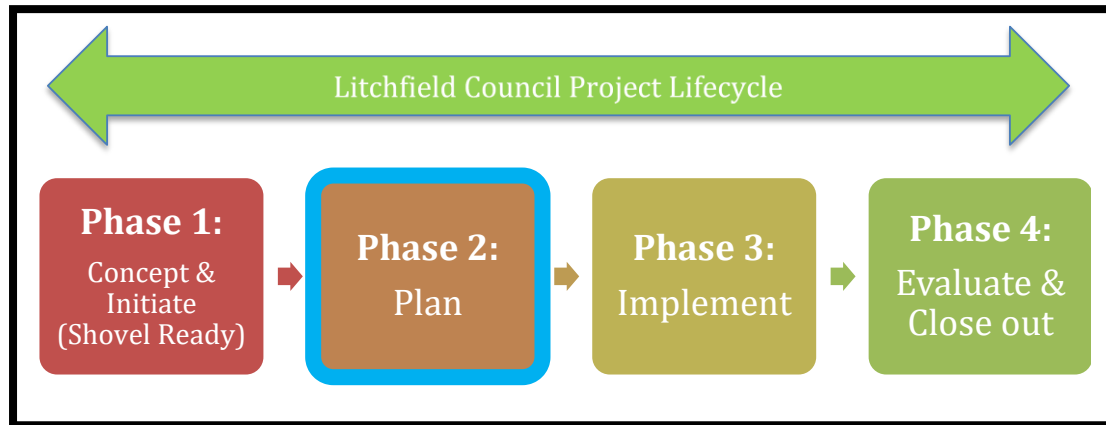 Litchfield Council Project Lifecycle
Phase 1:
Concept &
Initiate
(Shovel Ready)
Phase 2:
Plan
Phase 3:
Implement
Phase 4:
Evaluate &
Close out